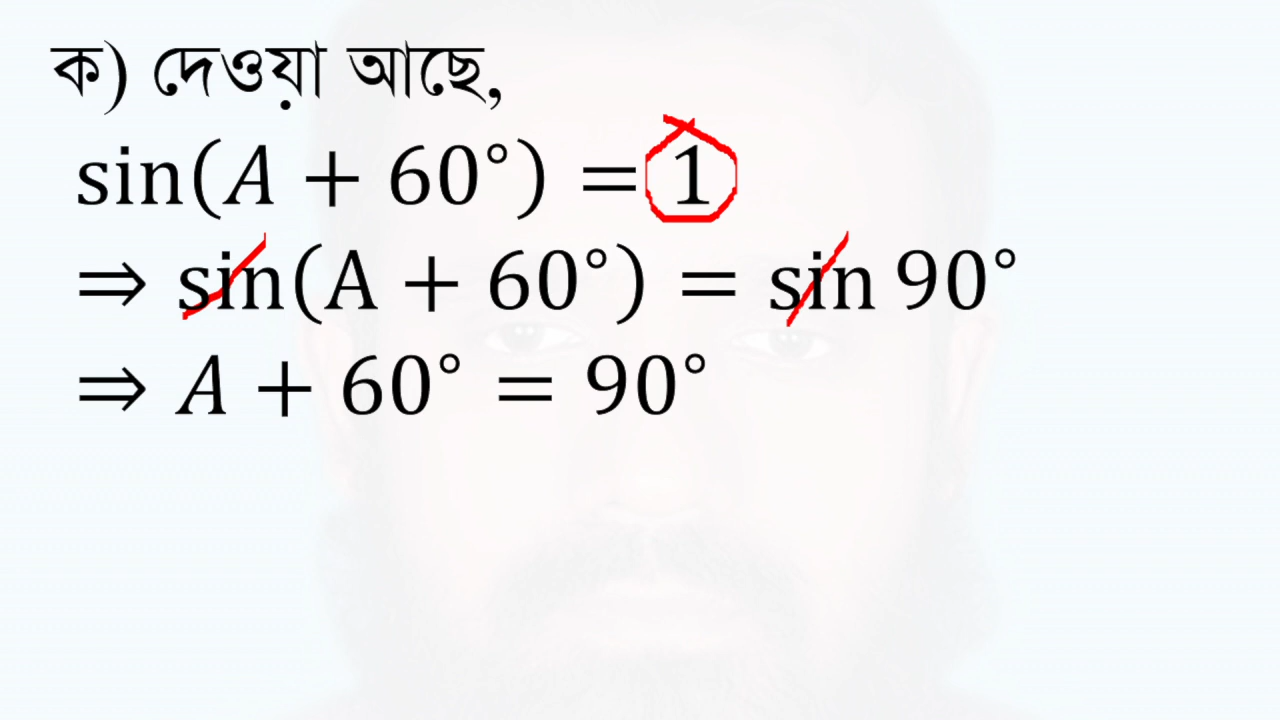 ক) দেওয়া আছে,
sin(A + 60°) = 1
⇒ sin(A + 60°) = sin 90°
⇒ A + 60° = 90°